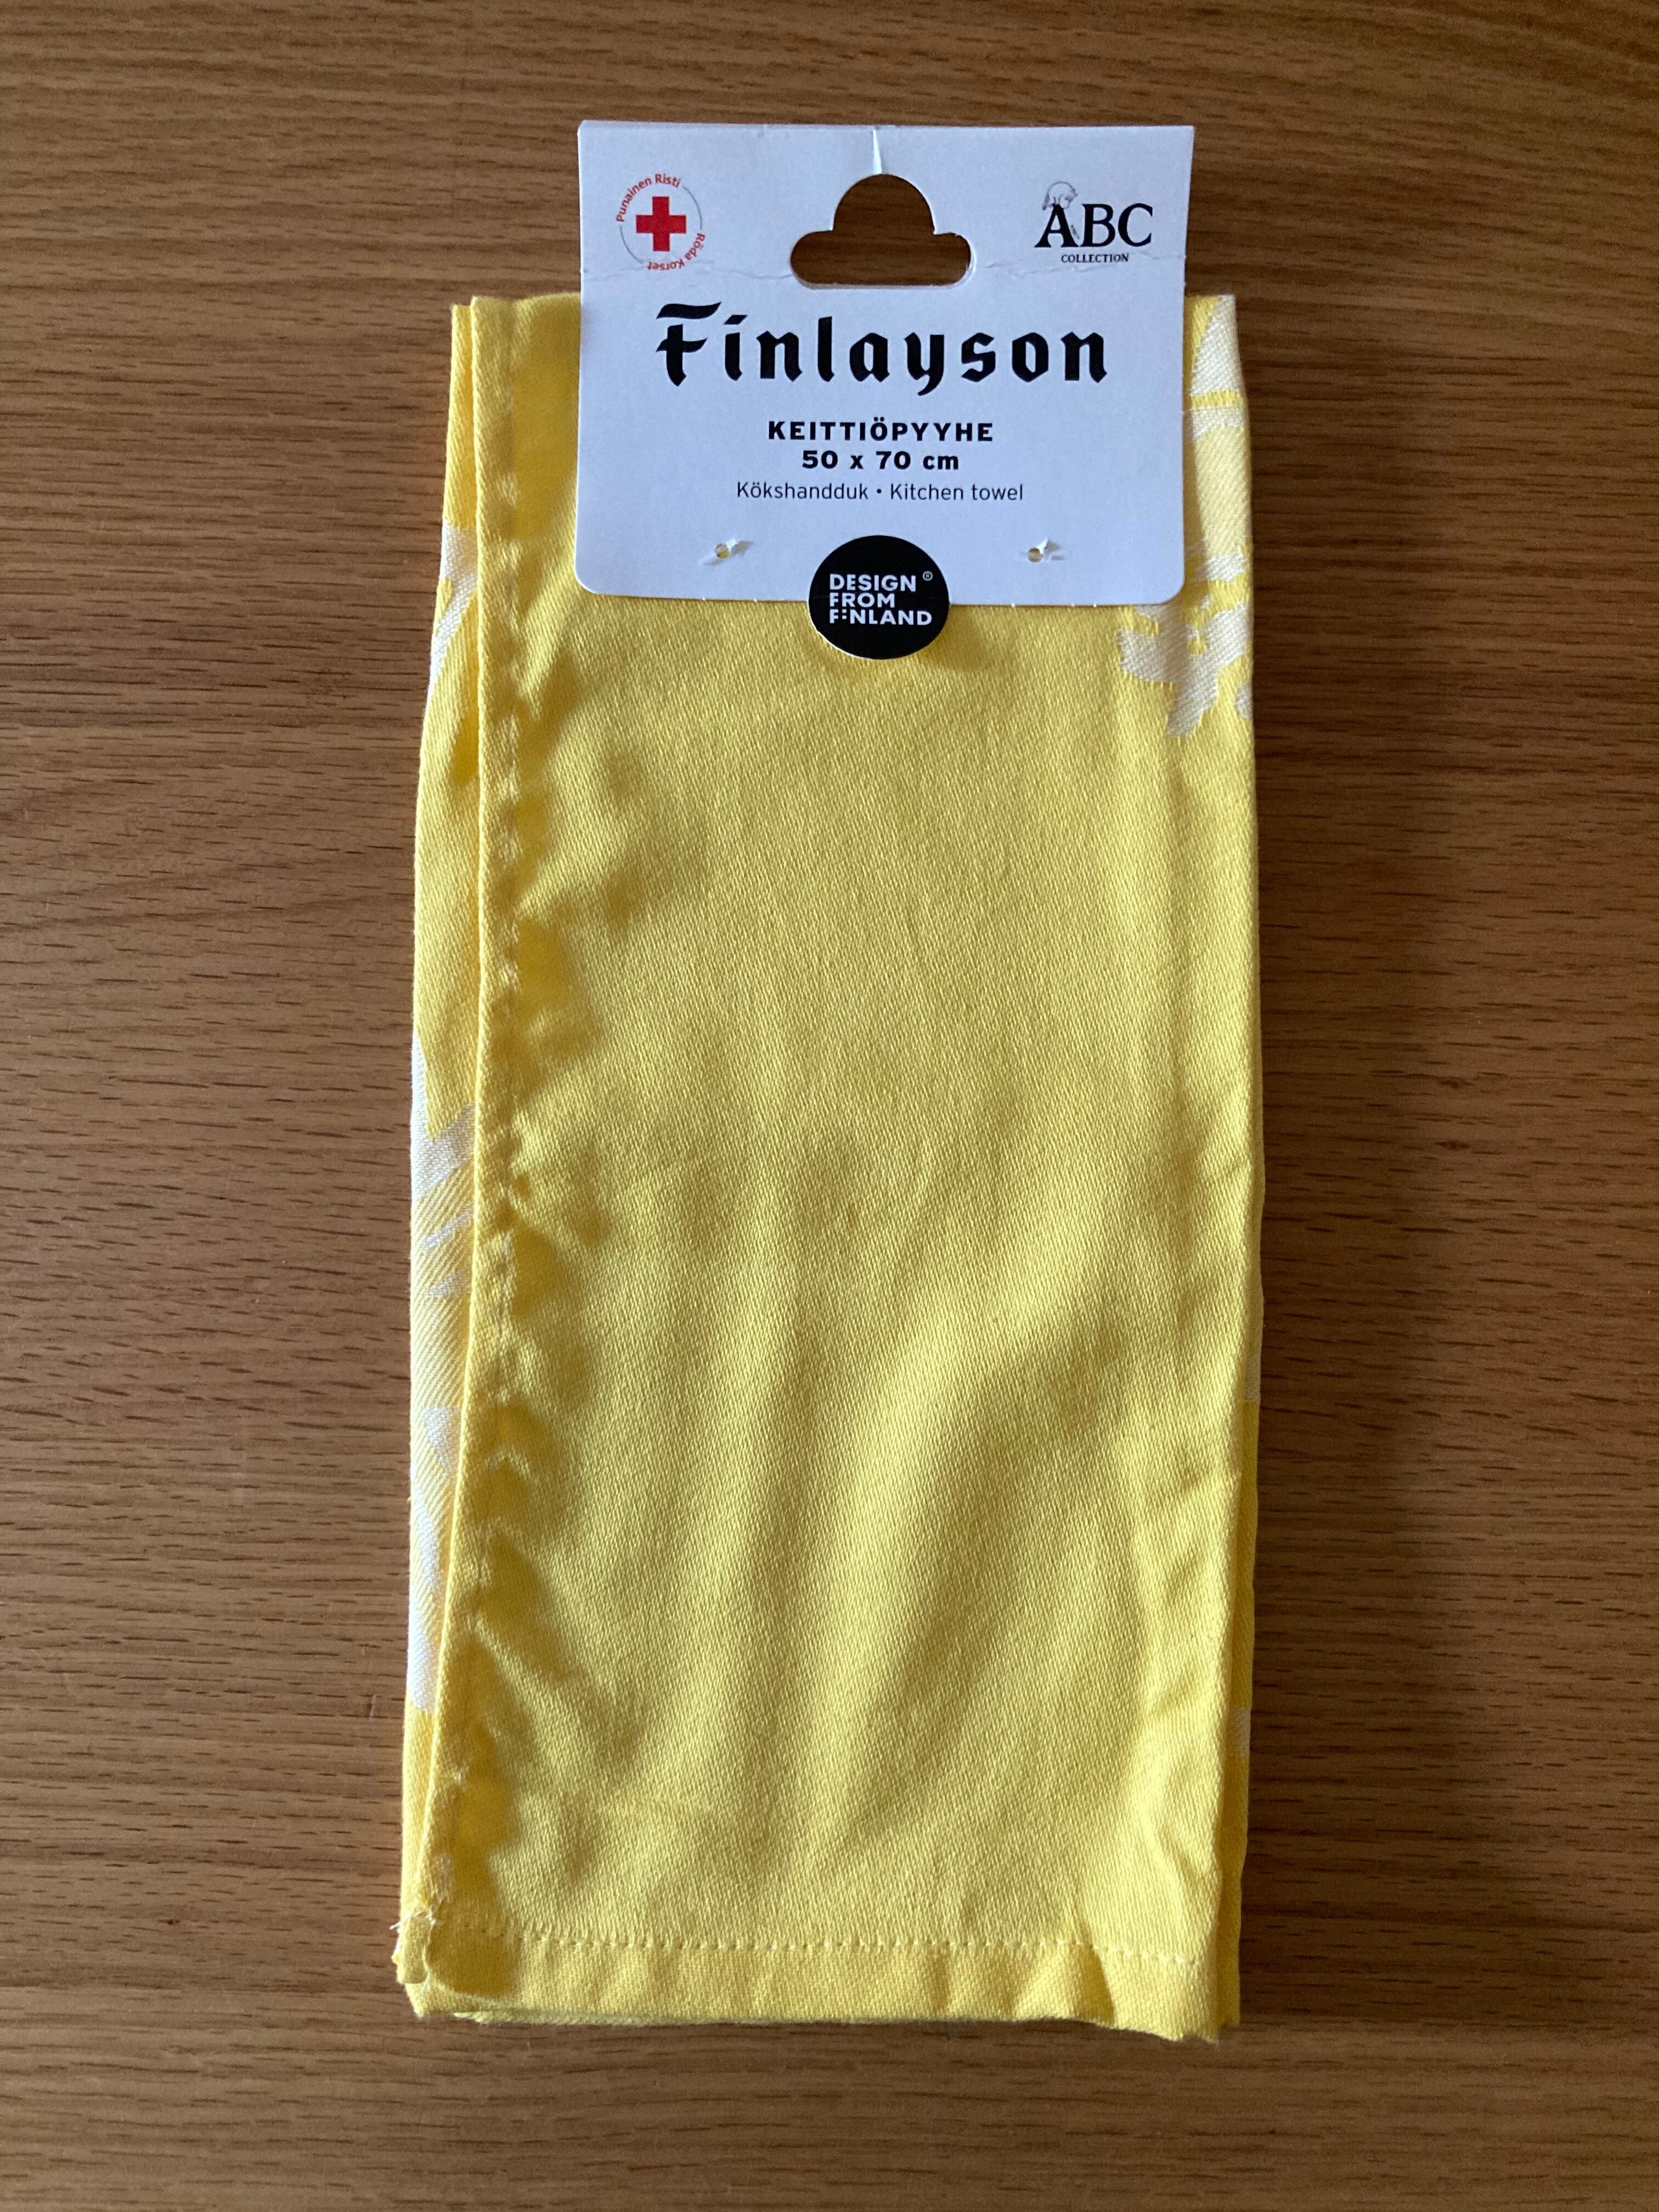 Punainen Risti
Röda Korset
ABC
COLLECTION
Finlayson
KEITTIÖPYYHE
50 x 70 cm
Kökshandduk • Kitchen towel
DESIGN ®
FROM
FINLAND